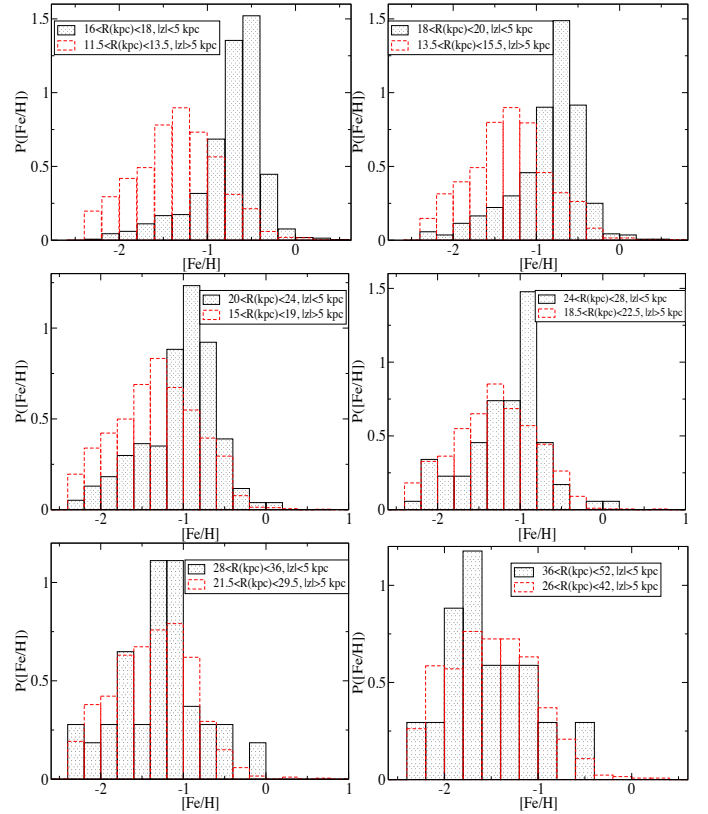 16<R(kpc)<18, |z|<5 kpc
11.5<R(kpc)<13.5, |z|>5 kpc
P([Fe/H])
1.5
1
0.5
0
-2
-1
0
[Fe/H]
18<R(kpc)<20, |z|<5 kpc
13.5<R(kpc)<15.5, |z|>5 kpc
P([Fe/H])
1.5
1
0.5
0
-2
-1
0
[Fe/H]
20<R(kpc)<24, |z|<5 kpc
15<R(kpc)<19, |z|>5 kpc
P([Fe/H])
1
0.5
0
-2
-1
0
1
[Fe/H]
24<R(kpc)<28, |z|<5 kpc
18.5<R(kpc)<22.5, |z|>5 kpc
P([Fe/H])
1.5
1
0.5
0
-2
-1
0
1
[Fe/H]
28<R(kpc)<36, |z|<5 kpc
21.5<R(kpc)<29.5, |z|>5 kpc
P([Fe/H])
1
0.5
0
-2
-1
0
1
[Fe/H]
36<R(kpc)<52, |z|<5 kpc
26<R(kpc)<42, |z|>5 kpc
P([Fe/H])
1
0.5
0
-2
-1
0
[Fe/H]